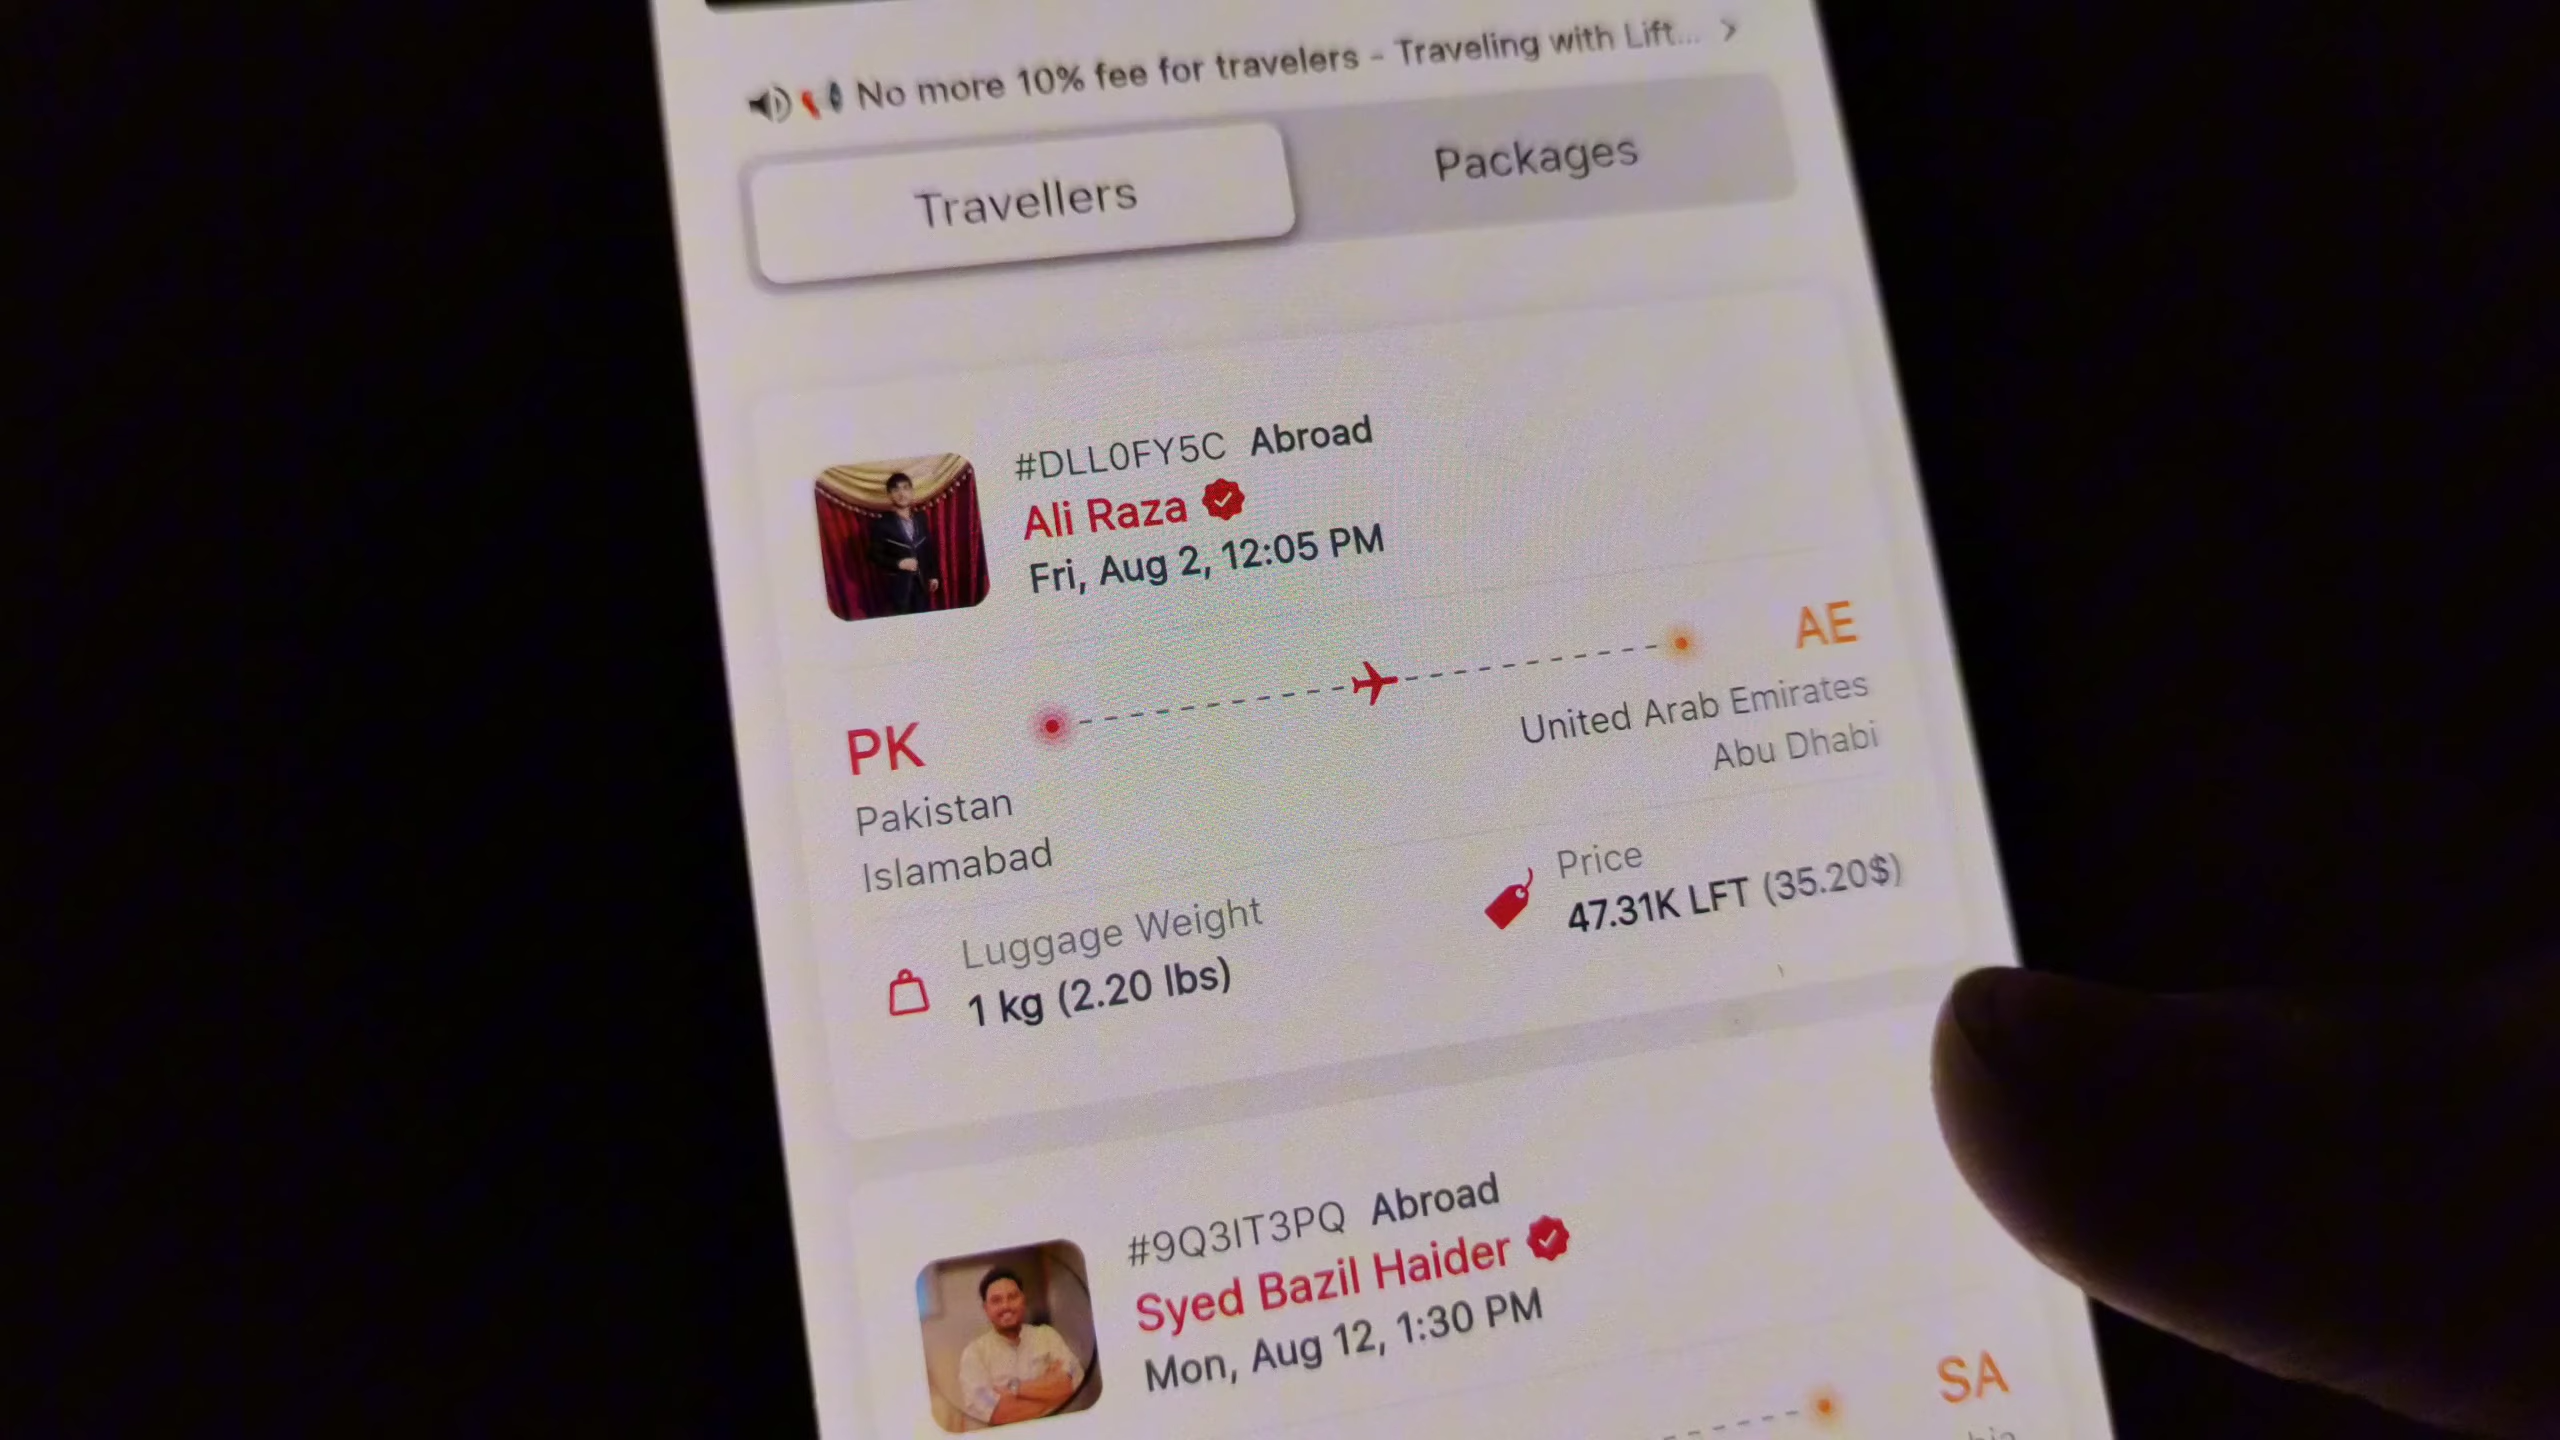 No more 10% fee for travelers - Traveling with Lift...
Travellers
Packages
#DLL0FY5C Abroad
Ali Raza
Fri, Aug 2, 12:05 PM
PK
AE
Pakistan
United Arab Emirates
Islamabad
Abu Dhabi
Luggage Weight
1 kg (2.20 lbs)
Price
47.31K LFT (35.20$)
#9Q3IT3PQ Abroad
Syed Bazil Haider
Mon, Aug 12, 1:30 PM
SA